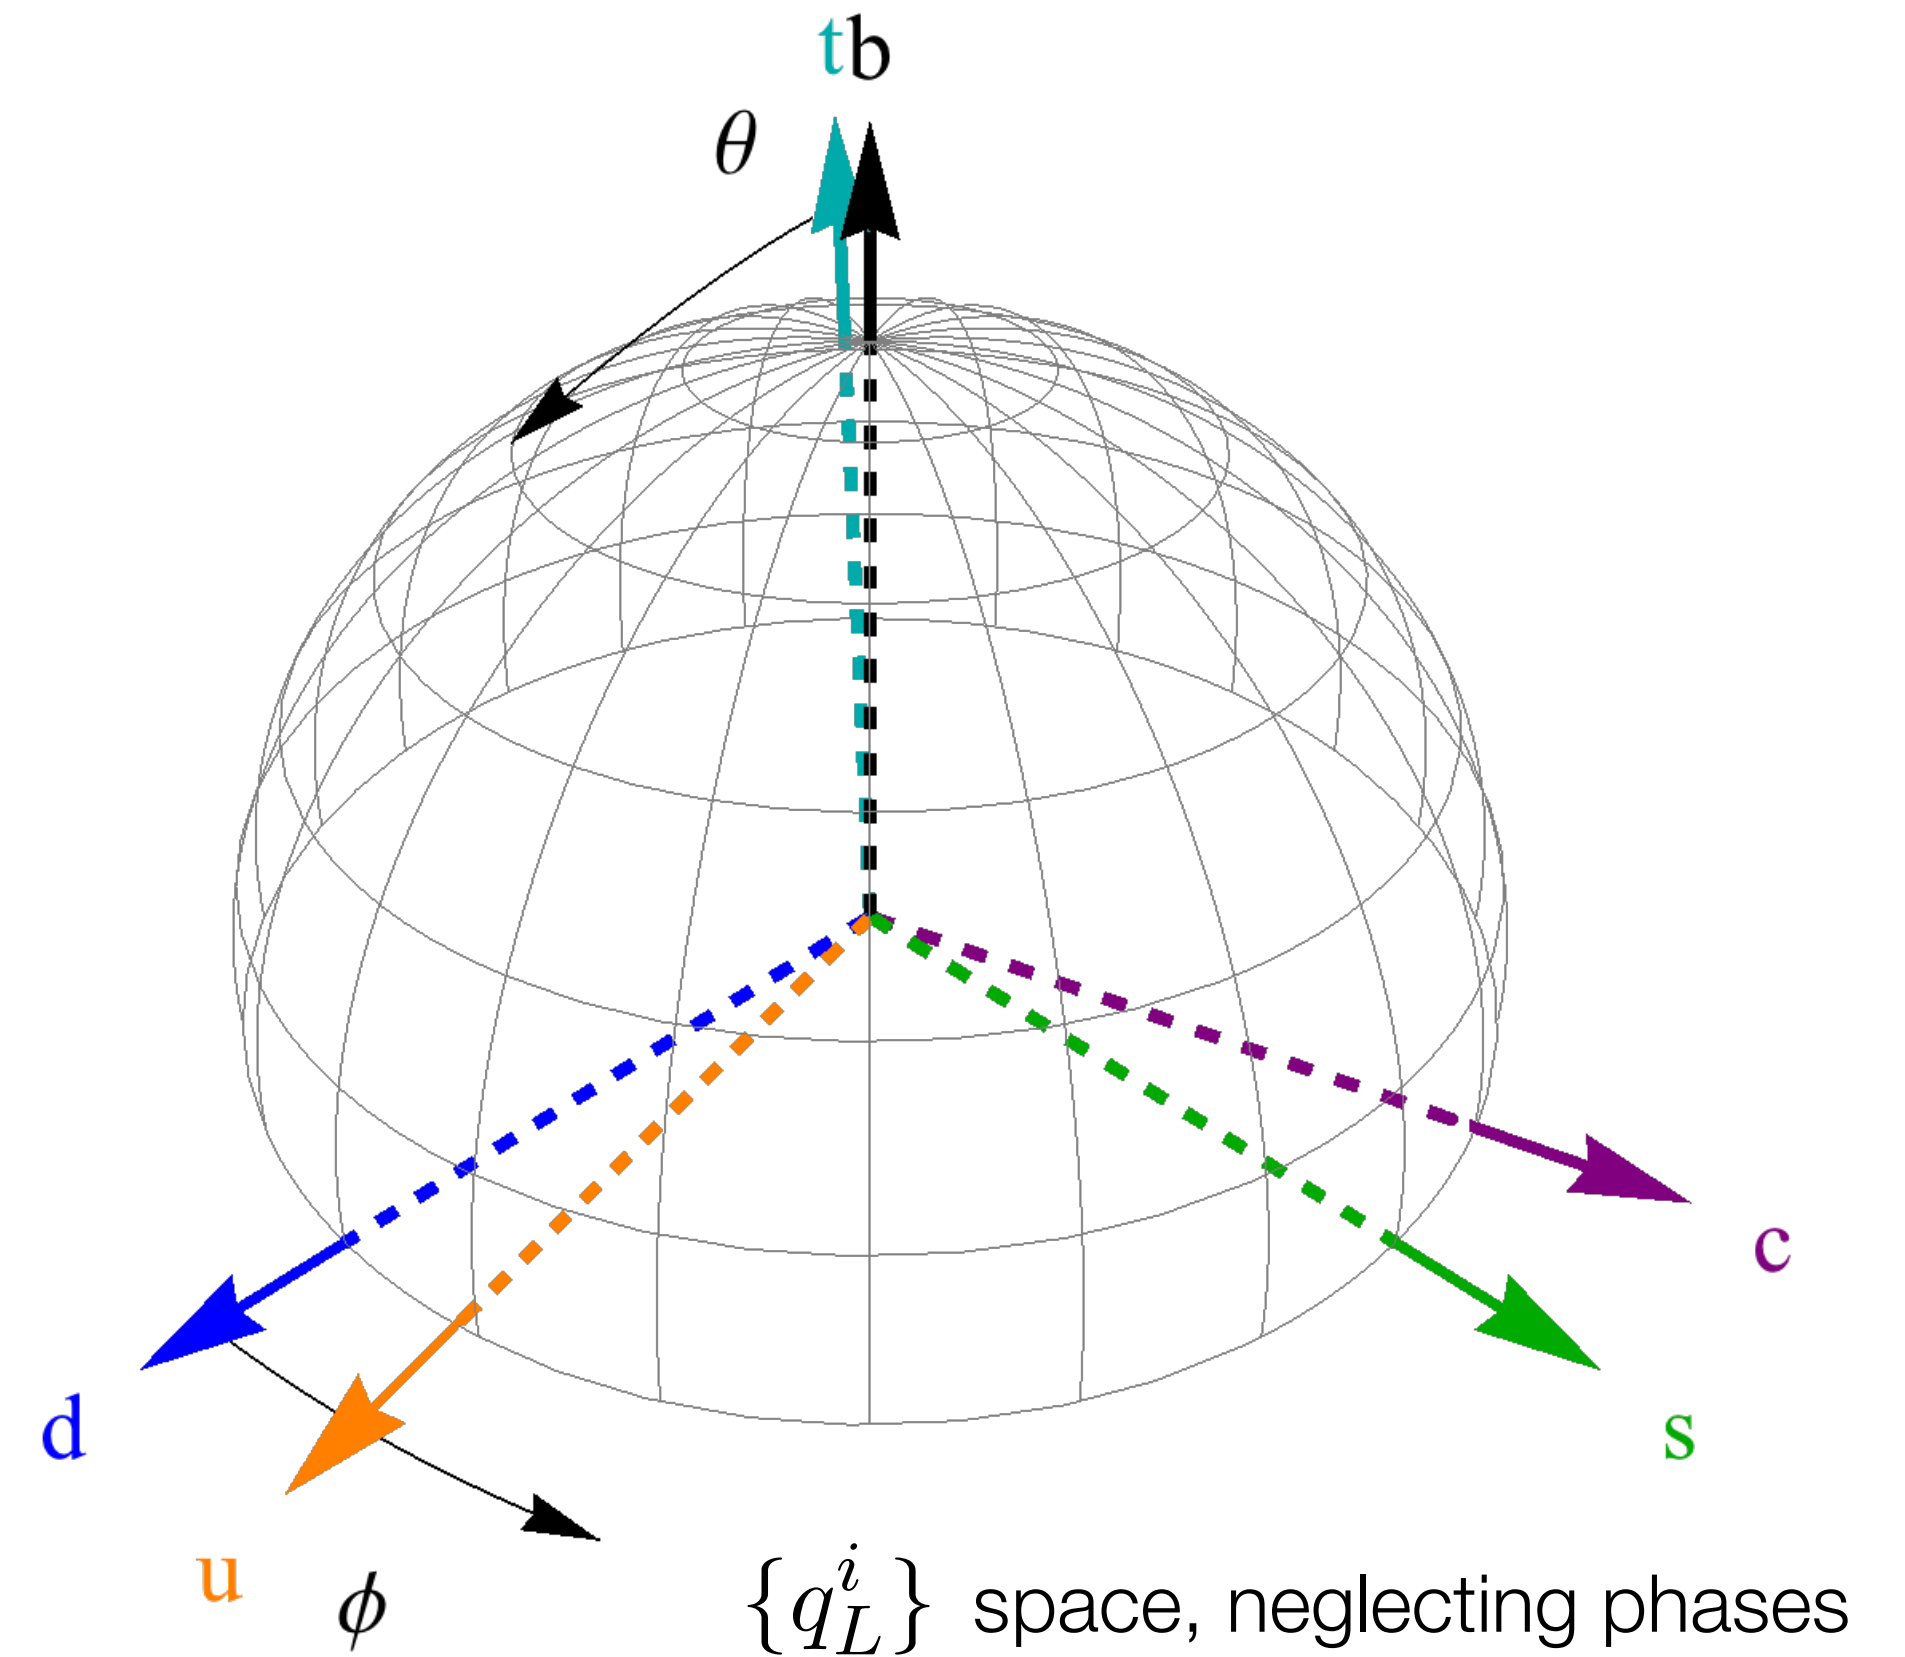 tb
θ
c
d
s
u
ϕ
{q_L^i} space, neglecting phases